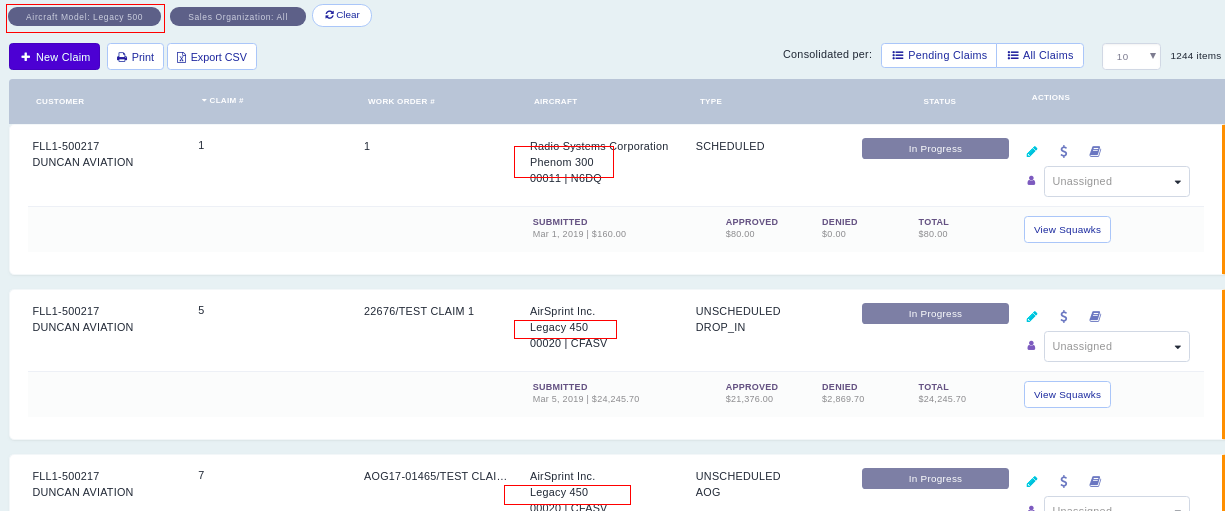 Aircraft Model: Legacy 500
Sales Organization: All
Clear
New Claim
Print
Export CSV
Consolidated per:
Pending Claims
All Claims
10
1244 items
CUSTOMER CLAIM # WORK ORDER # AIRCRAFT TYPE STATUS ACTIONS
FLL1-500217 1 1 Radio Systems Corporation SCHEDULED In Progress $
DUNCAN AVIATION Phenom 300
00011 | N6DQ Unassigned
SUBMITTED APPROVED DENIED TOTAL
Mar 1, 2019 | $160.00 $80.00 $0.00 $80.00
View Squawks
FLL1-500217 5 22676/TEST CLAIM 1 AirSprint Inc. UNSCHEDULED In Progress $
DUNCAN AVIATION Legacy 450 DROP_IN
00020 | CFASV Unassigned
SUBMITTED APPROVED DENIED TOTAL
Mar 5, 2019 | $24,245.70 $21,376.00 $2,869.70 $24,245.70
View Squawks
FLL1-500217 7 AOG17-01465/TEST CLAI... AirSprint Inc. UNSCHEDULED In Progress $
DUNCAN AVIATION Legacy 450 AOG
00020 | CFASV Unassigned